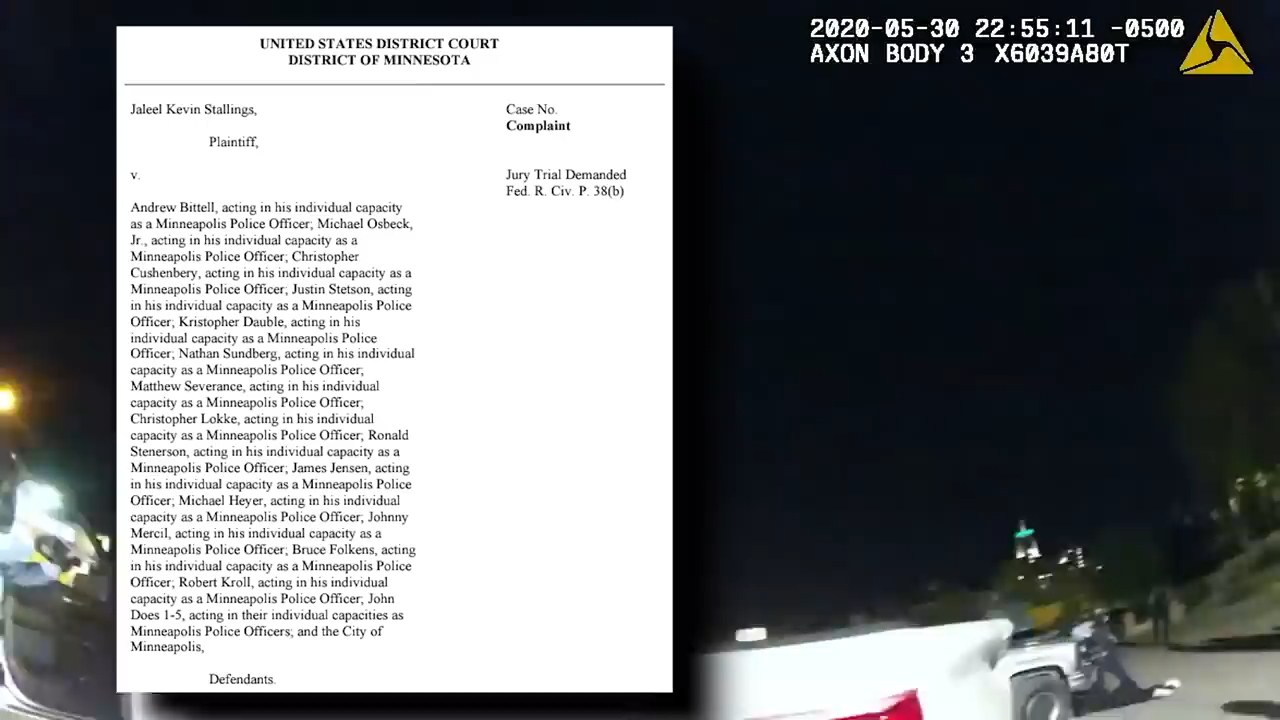 UNITED STATES DISTRICT COURT
DISTRICT OF MINNESOTA
Jaleel Kevin Stallings,
Plaintiff,
v.
Case No.
Complaint
Jury Trial Demanded
Fed. R. Civ. P. 38(b)
Andrew Bittell, acting in his individual capacity
as a Minneapolis Police Officer; Michael Osbeck,
Jr., acting in his individual capacity as a
Minneapolis Police Officer; Christopher
Cushenbery, acting in his individual capacity as a
Minneapolis Police Officer; Justin Stetson, acting
in his individual capacity as a Minneapolis Police
Officer; Kristopher Dauble, acting in his
individual capacity as a Minneapolis Police
Officer; Nathan Sundberg, acting in his individual
capacity as a Minneapolis Police Officer;
Matthew Severance, acting in his individual
capacity as a Minneapolis Police Officer;
Christopher Lokke, acting in his individual
capacity as a Minneapolis Police Officer; Ronald
Stenerson, acting in his individual capacity as a
Minneapolis Police Officer; James Jensen, acting
in his individual capacity as a Minneapolis Police
Officer; Michael Heyer, acting in his individual
capacity as a Minneapolis Police Officer; Johnny
Mercil, acting in his individual capacity as a
Minneapolis Police Officer; Bruce Folkens, acting
in his individual capacity as a Minneapolis Police
Officer; Robert Kroll, acting in his individual
capacity as a Minneapolis Police Officer; John
Does 1-5, acting in their individual capacities as
Minneapolis Police Officers; and the City of
Minneapolis,
Defendants.
2020-05-30 22:55:11 -0500
AXON BODY 3 X6039A80T